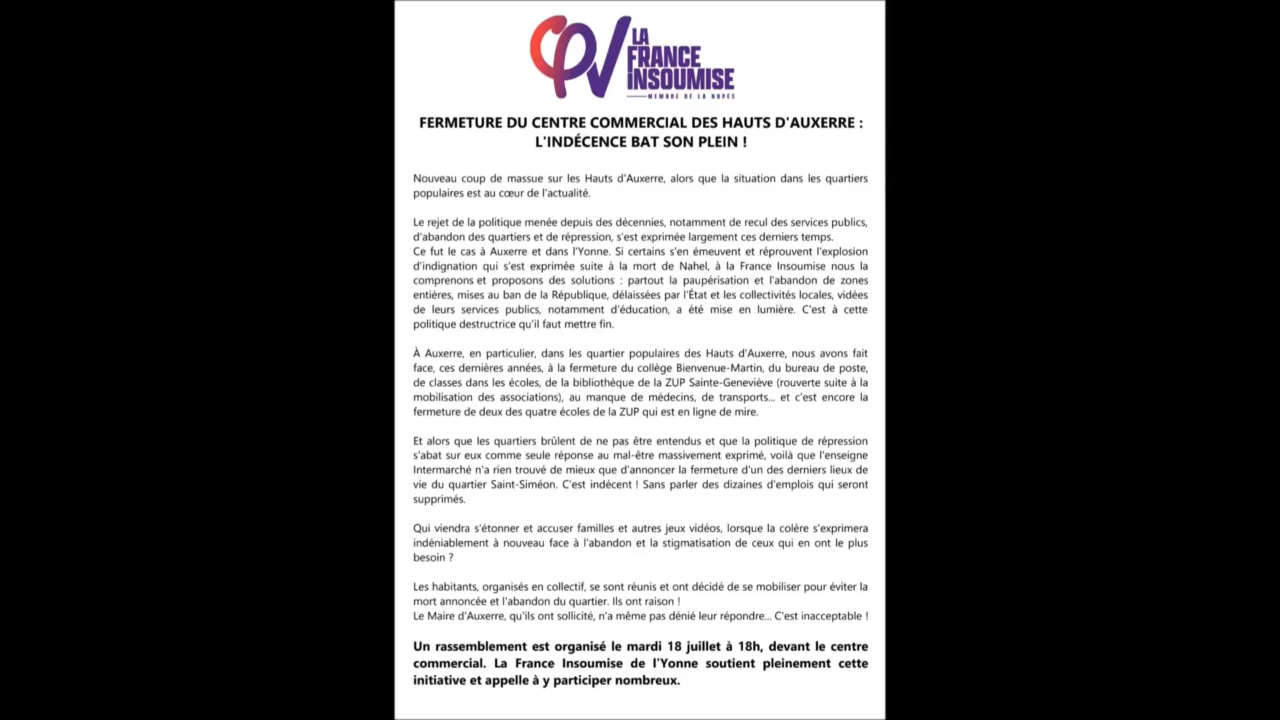 LA
FRANCE
INSOUMISE
MEMBRE DE LA NUPES
FERMETURE DU CENTRE COMMERCIAL DES HAUTS D'AUXERRE :
L'INDÉCENCE BAT SON PLEIN !
Nouveau coup de massue sur les Hauts d'Auxerre, alors que la situation dans les quartiers
populaires est au cœur de l'actualité.
Le rejet de la politique menée depuis des décennies, notamment de recul des services publics,
d'abandon des quartiers et de répression, s'est exprimée largement ces derniers temps.
Ce fut le cas à Auxerre et dans l'Yonne. Si certains s'en émeuvent et réprouvent l'explosion
d'indignation qui s'est exprimée suite à la mort de Nahel, à la France Insoumise nous la
comprenons et proposons des solutions : partout la paupérisation et l'abandon de zones
entières, mises au ban de la République, délaissées par l'État et les collectivités locales, vidées
de leurs services publics, notamment d'éducation, a été mise en lumière. C'est à cette
politique destructrice qu'il faut mettre fin.
À Auxerre, en particulier, dans les quartier populaires des Hauts d'Auxerre, nous avons fait
face, ces dernières années, à la fermeture du collège Bienvenue-Martin, du bureau de poste,
de classes dans les écoles, de la bibliothèque de la ZUP Sainte-Geneviève (rouverte suite à la
mobilisation des associations), au manque de médecins, de transports... et c'est encore la
fermeture de deux des quatre écoles de la ZUP qui est en ligne de mire.
Et alors que les quartiers brûlent de ne pas être entendus et que la politique de répression
s'abat sur eux comme seule réponse au mal-être massivement exprimé, voilà que l'enseigne
Intermarché n'a rien trouvé de mieux que d'annoncer la fermeture d'un des derniers lieux de
vie du quartier Saint-Siméon. C'est indécent ! Sans parler des dizaines d'emplois qui seront
supprimés.
Qui viendra s'étonner et accuser familles et autres jeux vidéos, lorsque la colère s'exprimera
indéniablement à nouveau face à l'abandon et la stigmatisation de ceux qui en ont le plus
besoin ?
Les habitants, organisés en collectif, se sont réunis et ont décidé de se mobiliser pour éviter la
mort annoncée et l'abandon du quartier. Ils ont raison !
Le Maire d'Auxerre, qu'ils ont sollicité, n'a même pas dénié leur répondre... C'est inacceptable !
Un rassemblement est organisé le mardi 18 juillet à 18h, devant le centre
commercial. La France Insoumise de l'Yonne soutient pleinement cette
initiative et appelle à y participer nombreux.